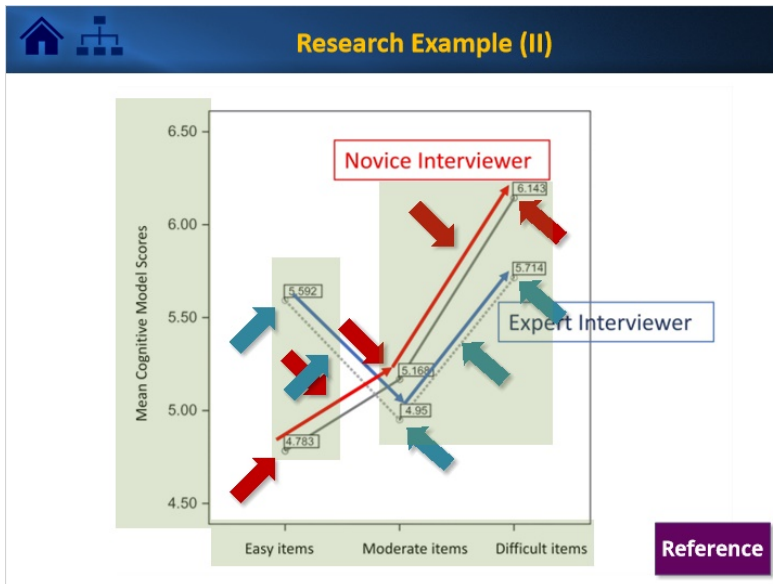 Research Example (II)
6.50
Novice Interviewer
6.143
6.00
5.714
5.592
5.50
Expert Interviewer
Mean Cognitive Model Scores
5.168
5.00
4.95
4.783
4.50
Easy items
Moderate items
Difficult items
Reference